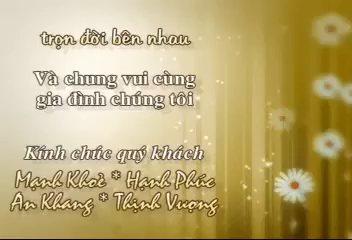 trọn đời bên nhau
Và chung vui cùng
gia đình chúng tôi
Kính chúc quý khách
Mạnh Khoẻ * Hạnh Phúc
An Khang * Thịnh Vượng